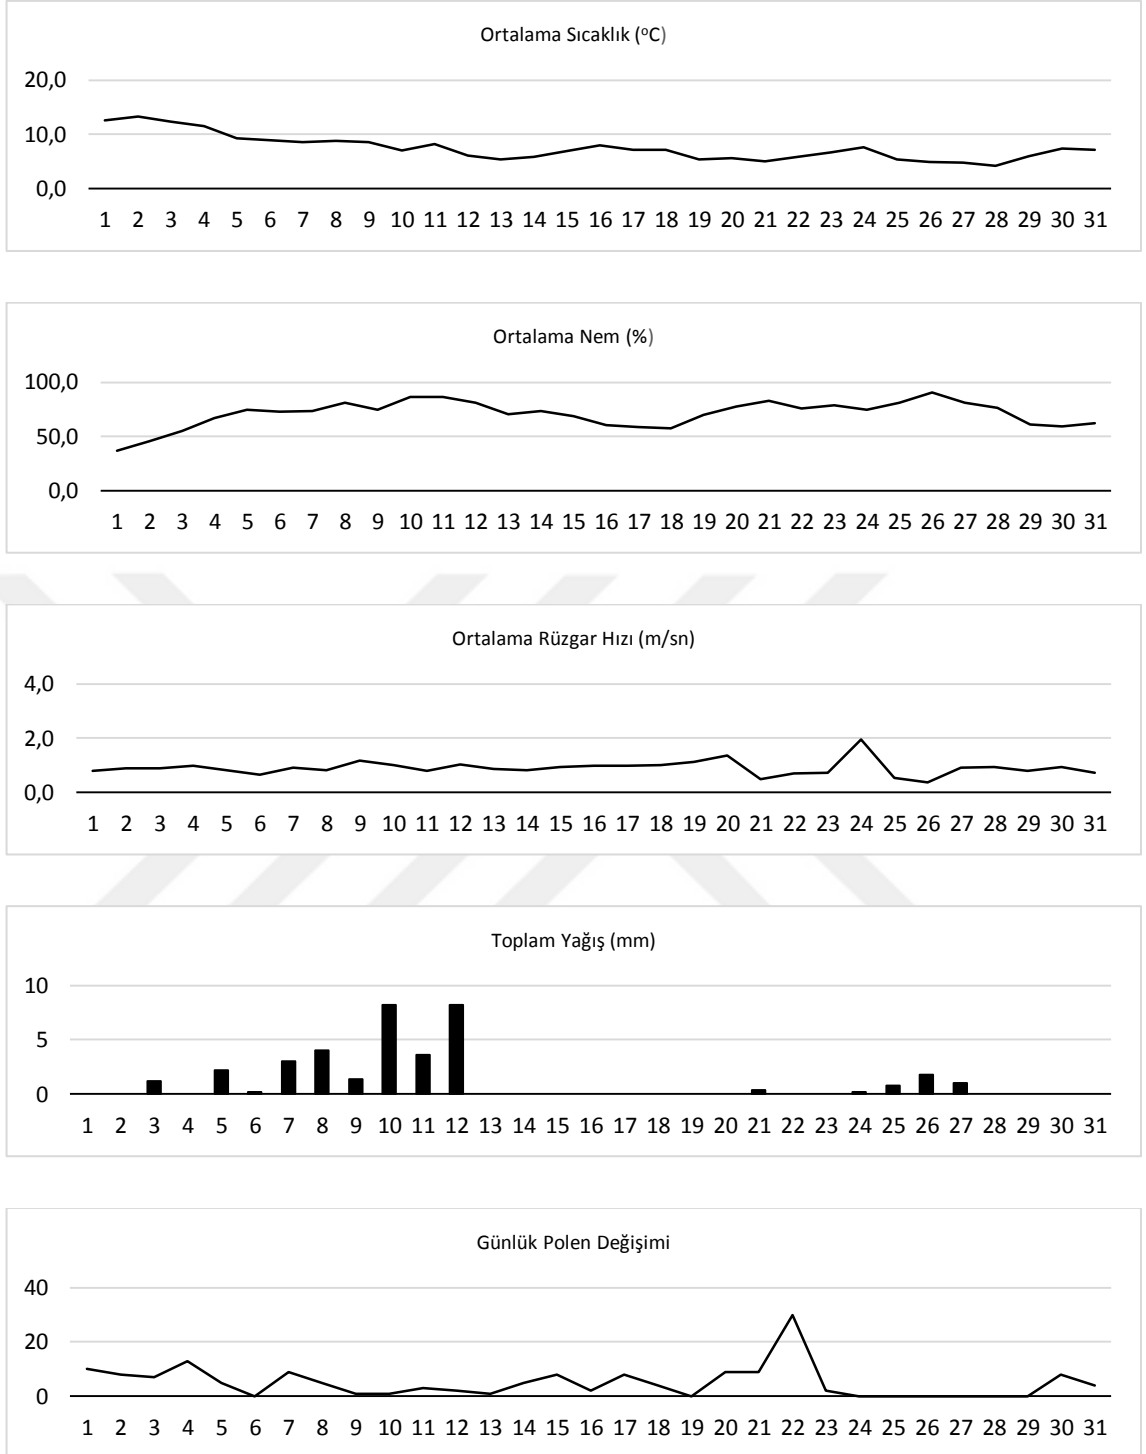 Ortalama Sıcaklık (⁰C)
20,0
10,0
0,0
1 2 3 4 5 6 7 8 9 10 11 12 13 14 15 16 17 18 19 20 21 22 23 24 25 26 27 28 29 30 31
Ortalama Nem (%)
100,0
50,0
0,0
1 2 3 4 5 6 7 8 9 10 11 12 13 14 15 16 17 18 19 20 21 22 23 24 25 26 27 28 29 30 31
Ortalama Rüzgar Hızı (m/sn)
4,0
2,0
0,0
1 2 3 4 5 6 7 8 9 10 11 12 13 14 15 16 17 18 19 20 21 22 23 24 25 26 27 28 29 30 31
Toplam Yağış (mm)
10
5
0
1 2 3 4 5 6 7 8 9 10 11 12 13 14 15 16 17 18 19 20 21 22 23 24 25 26 27 28 29 30 31
Günlük Polen Değişimi
40
20
0
1 2 3 4 5 6 7 8 9 10 11 12 13 14 15 16 17 18 19 20 21 22 23 24 25 26 27 28 29 30 31